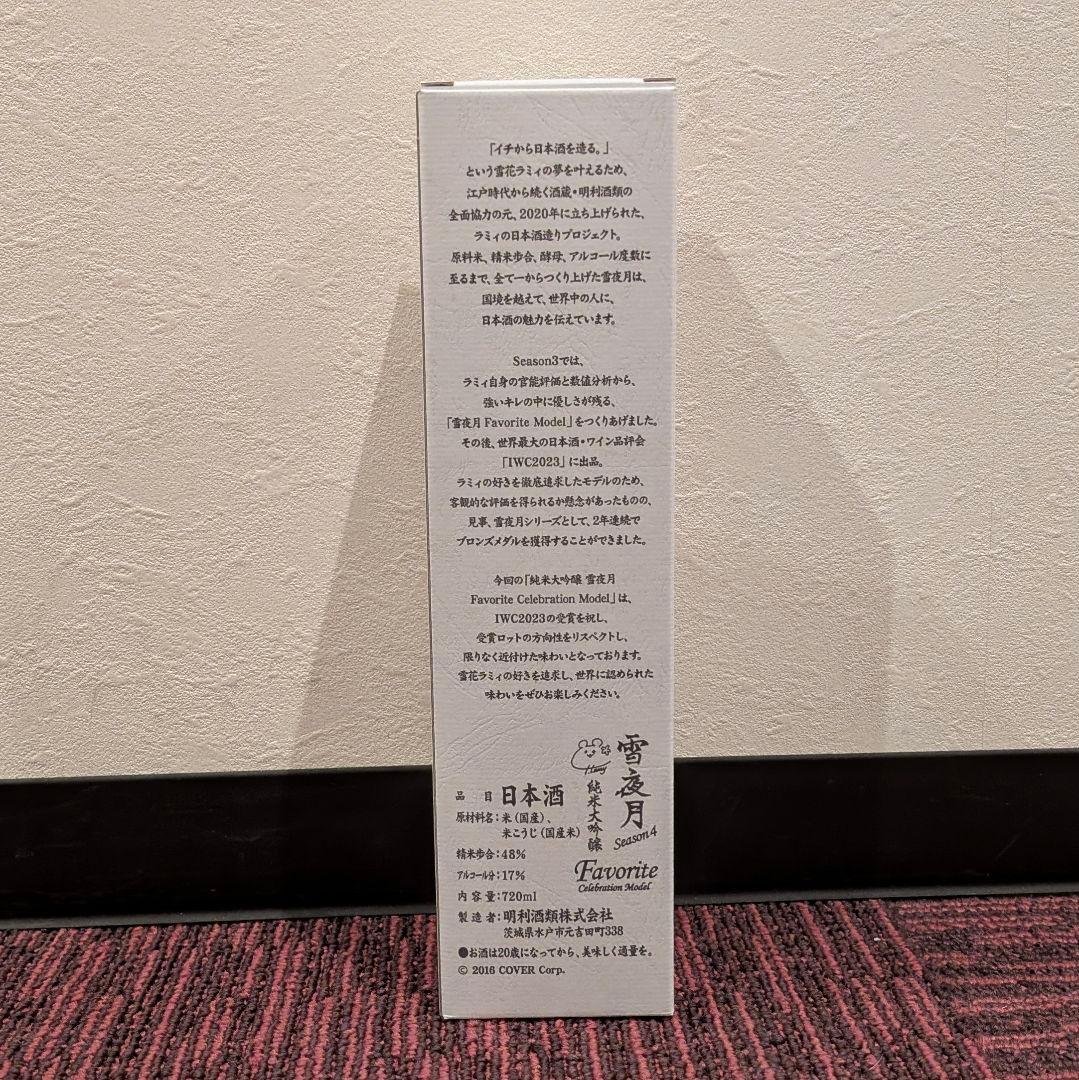 「イチから日本酒を造る。」
という雪花ラミィの夢を叶えるため、
江戸時代から続く酒蔵・明利酒類の
全面協力の元、2020年に立ち上げられた、
ラミィの日本酒造りプロジェクト。
原料米、精米歩合、酵母、アルコール度数に
至るまで、全て一からつくり上げた雪夜月は、
国境を越えて、世界中の人に、
日本酒の魅力を伝えています。
Season3では、
ラミィ自身の官能評価と数値分析から、
強いキレの中に優しさが残る、
「雪夜月 Favorite Model」をつくりあげました。
その後、世界最大の日本酒・ワイン品評会
「IWC2023」に出品。
ラミィの好きを徹底追求したモデルのため、
客観的な評価を得られるか懸念があったものの、
見事、雪夜月シリーズとして、2年連続で
ブロンズメダルを獲得することができました。
今回の「純米大吟醸 雪夜月
Favorite Celebration Model」は、
IWC2023の受賞を祝し、
受賞ロットの方向性をリスペクトし、
限りなく近付けた味わいとなっております。
雪花ラミィの好きを追求し、世界に認められた
味わいをぜひお楽しみください。
雪夜月
純米大吟醸
Season4
Favorite
Celebration Model
品目 日本酒
原材料名：米（国産）、
米こうじ（国産米）
精米歩合：48%
アルコール分：17%
内容量：720ml
製造者：明利酒類株式会社
茨城県水戸市元吉田町338
●お酒は20歳になってから、美味しく適量を。
© 2016 COVER Corp.